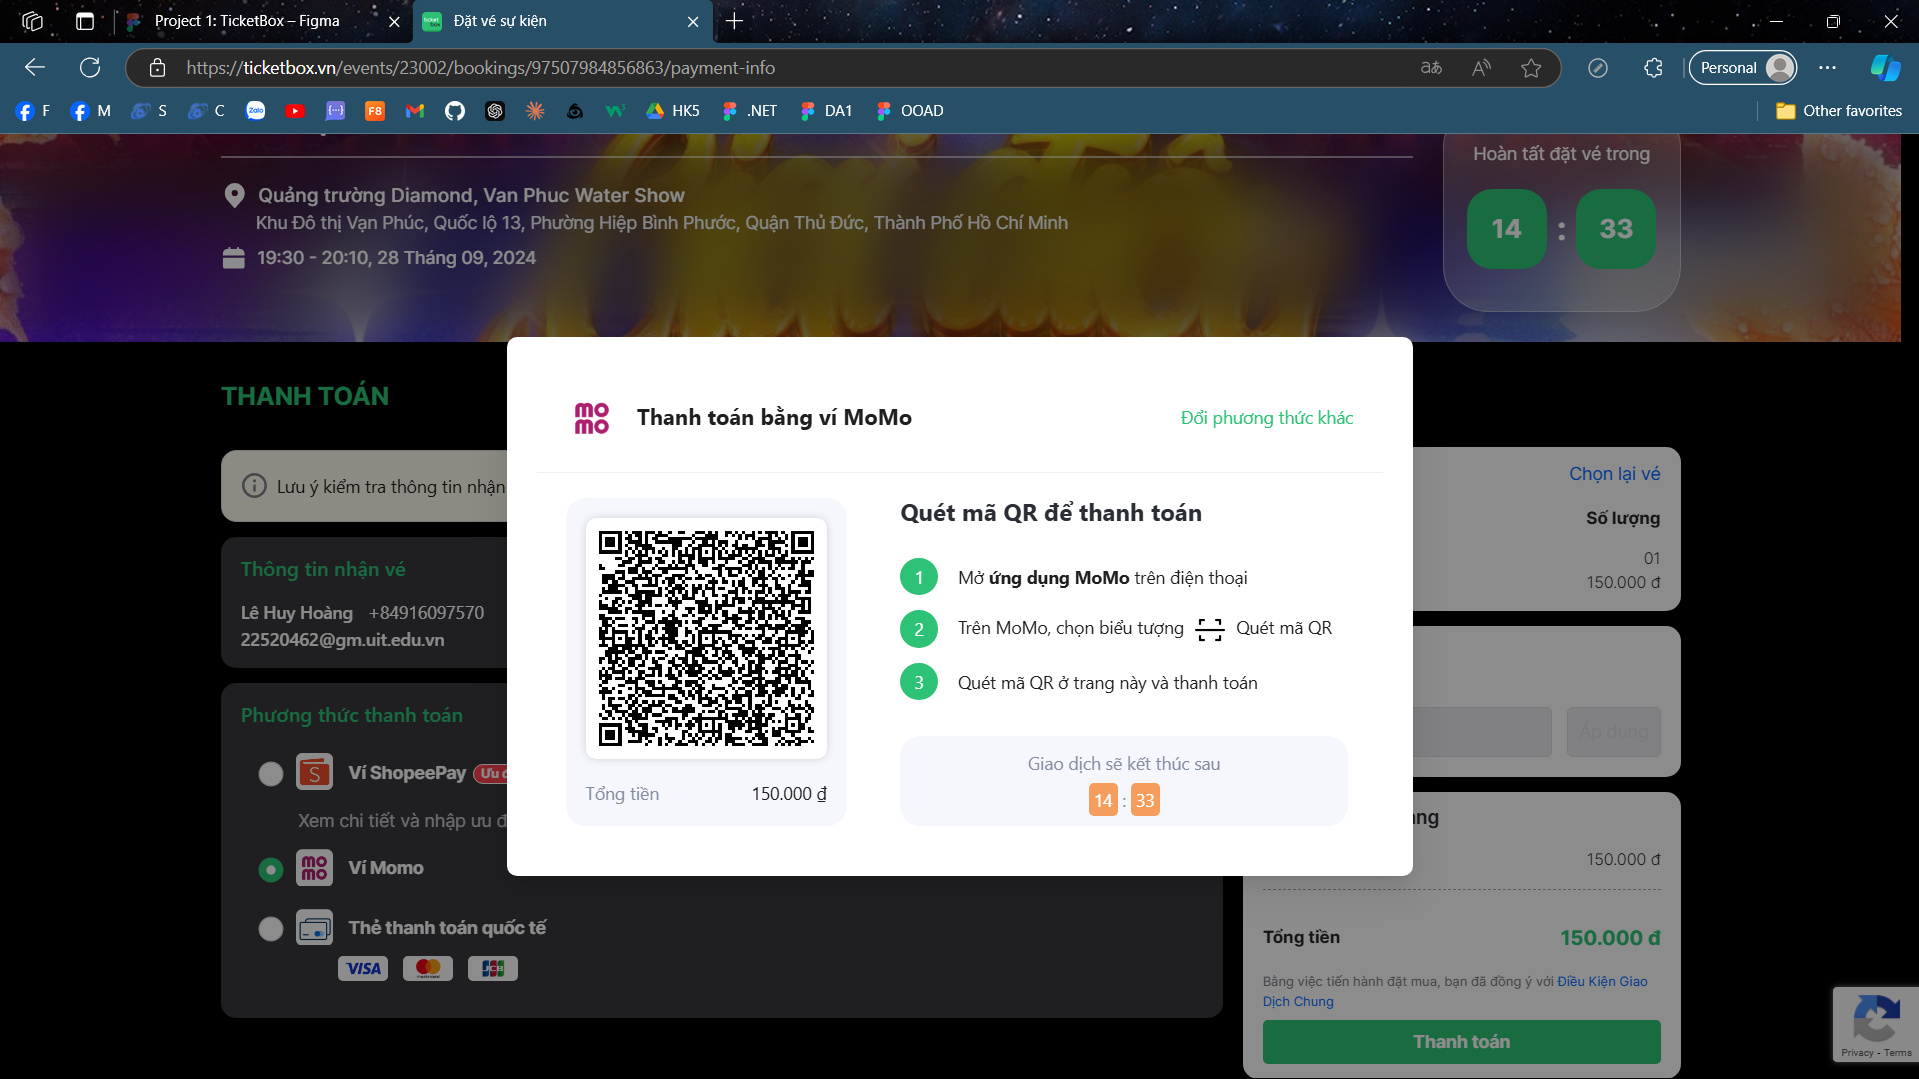 Project 1: TicketBox – Figma
Đặt vé sự kiện
https://ticketbox.vn/events/23002/bookings/97507984856863/payment-info
Personal
F
M
S
C
Zalo
F8
HK5
.NET
DA1
OOAD
Other favorites
Quảng trường Diamond, Van Phuc Water Show
Khu Đô thị Vạn Phúc, Quốc lộ 13, Phường Hiệp Bình Phước, Quận Thủ Đức, Thành Phố Hồ Chí Minh
19:30 - 20:10, 28 Tháng 09, 2024
Hoàn tất đặt vé trong
14 : 33
THANH TOÁN
Lưu ý kiểm tra thông tin nhận
Thông tin nhận vé
Lê Huy Hoàng +84916097570
22520462@gm.uit.edu.vn
Phương thức thanh toán
Ví ShopeePay
Xem chi tiết và nhập ưu đ
mo mo
Ví Momo
Thẻ thanh toán quốc tế
VISA
JCB
mo mo
Thanh toán bằng ví MoMo
Đổi phương thức khác
Tổng tiền 150.000 ₫
Quét mã QR để thanh toán
1 Mở ứng dụng MoMo trên điện thoại
2 Trên MoMo, chọn biểu tượng Quét mã QR
3 Quét mã QR ở trang này và thanh toán
Giao dịch sẽ kết thúc sau
14 : 33
Chọn lại vé
Số lượng
01
150.000 đ
Áp dụng
ang
150.000 đ
Tổng tiền 150.000 đ
Bằng việc tiến hành đặt mua, bạn đã đồng ý với Điều Kiện Giao
Dịch Chung
Thanh toán
Privacy - Terms